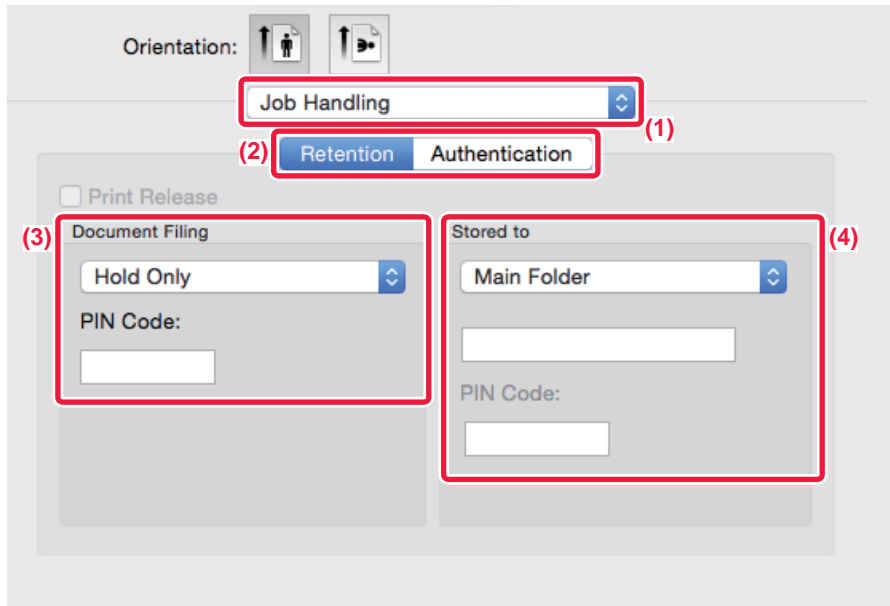 Orientation:
Job Handling
(1)
(2)
Retention Authentication
Print Release
(3)
Document Filing
Hold Only
PIN Code:
Stored to
(4)
Main Folder
PIN Code: